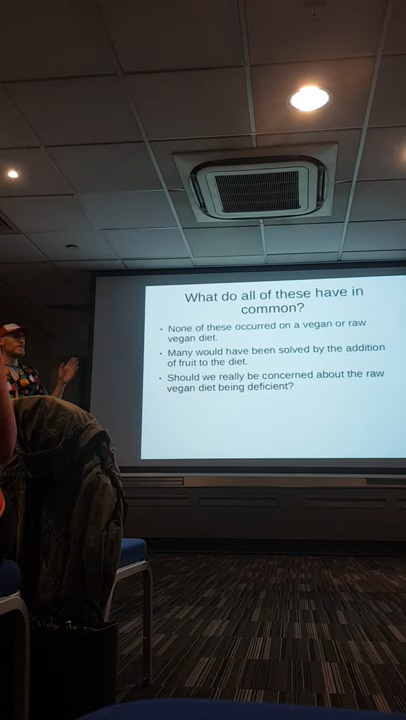 What do all of these have in
common?
• None of these occurred on a vegan or raw
vegan diet.
• Many would have been solved by the addition
of fruit to the diet.
• Should we really be concerned about the raw
vegan diet being deficient?